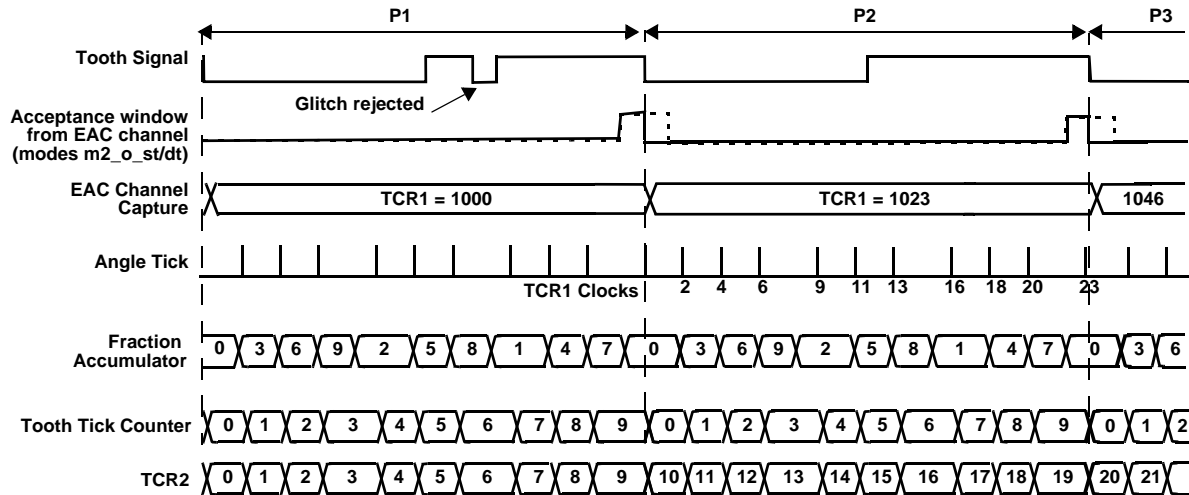 P1 P2 P3
Tooth Signal
Glitch rejected
Acceptance window
from EAC channel
(modes m2_o_st/dt)
EAC Channel
Capture
TCR1 = 1000 TCR1 = 1023 1046
Angle Tick
TCR1 Clocks 2 4 6 9 11 13 16 18 20 23
Fraction
Accumulator
0 3 6 9 2 5 8 1 4 7 0 3 6 9 2 5 8 1 4 7 0 3 6
Tooth Tick Counter 0 1 2 3 4 5 6 7 8 9 0 1 2 3 4 5 6 7 8 9 0 1 2
TCR2 0 1 2 3 4 5 6 7 8 9 10 11 12 13 14 15 16 17 18 19 20 21